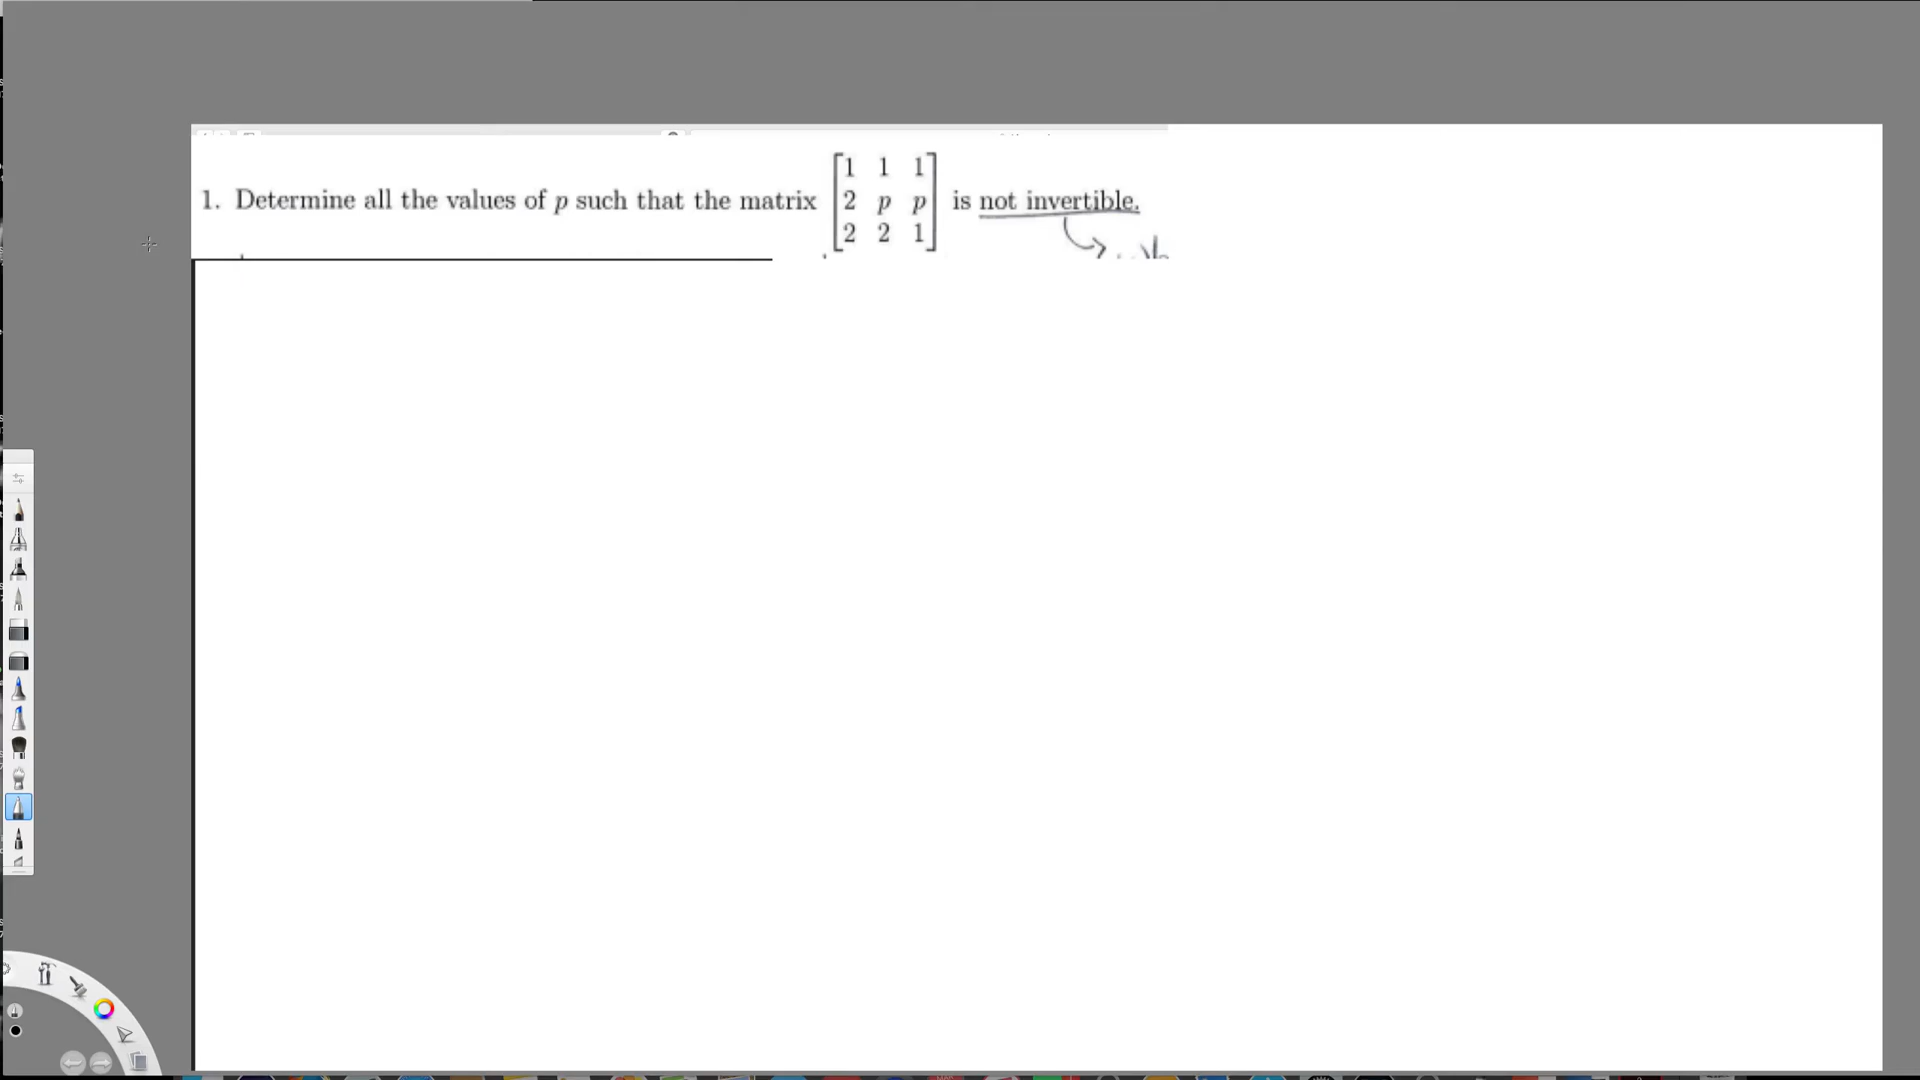 1 1 1
1. Determine all the values of p such that the matrix 2 p p is not invertible.
2 2 1